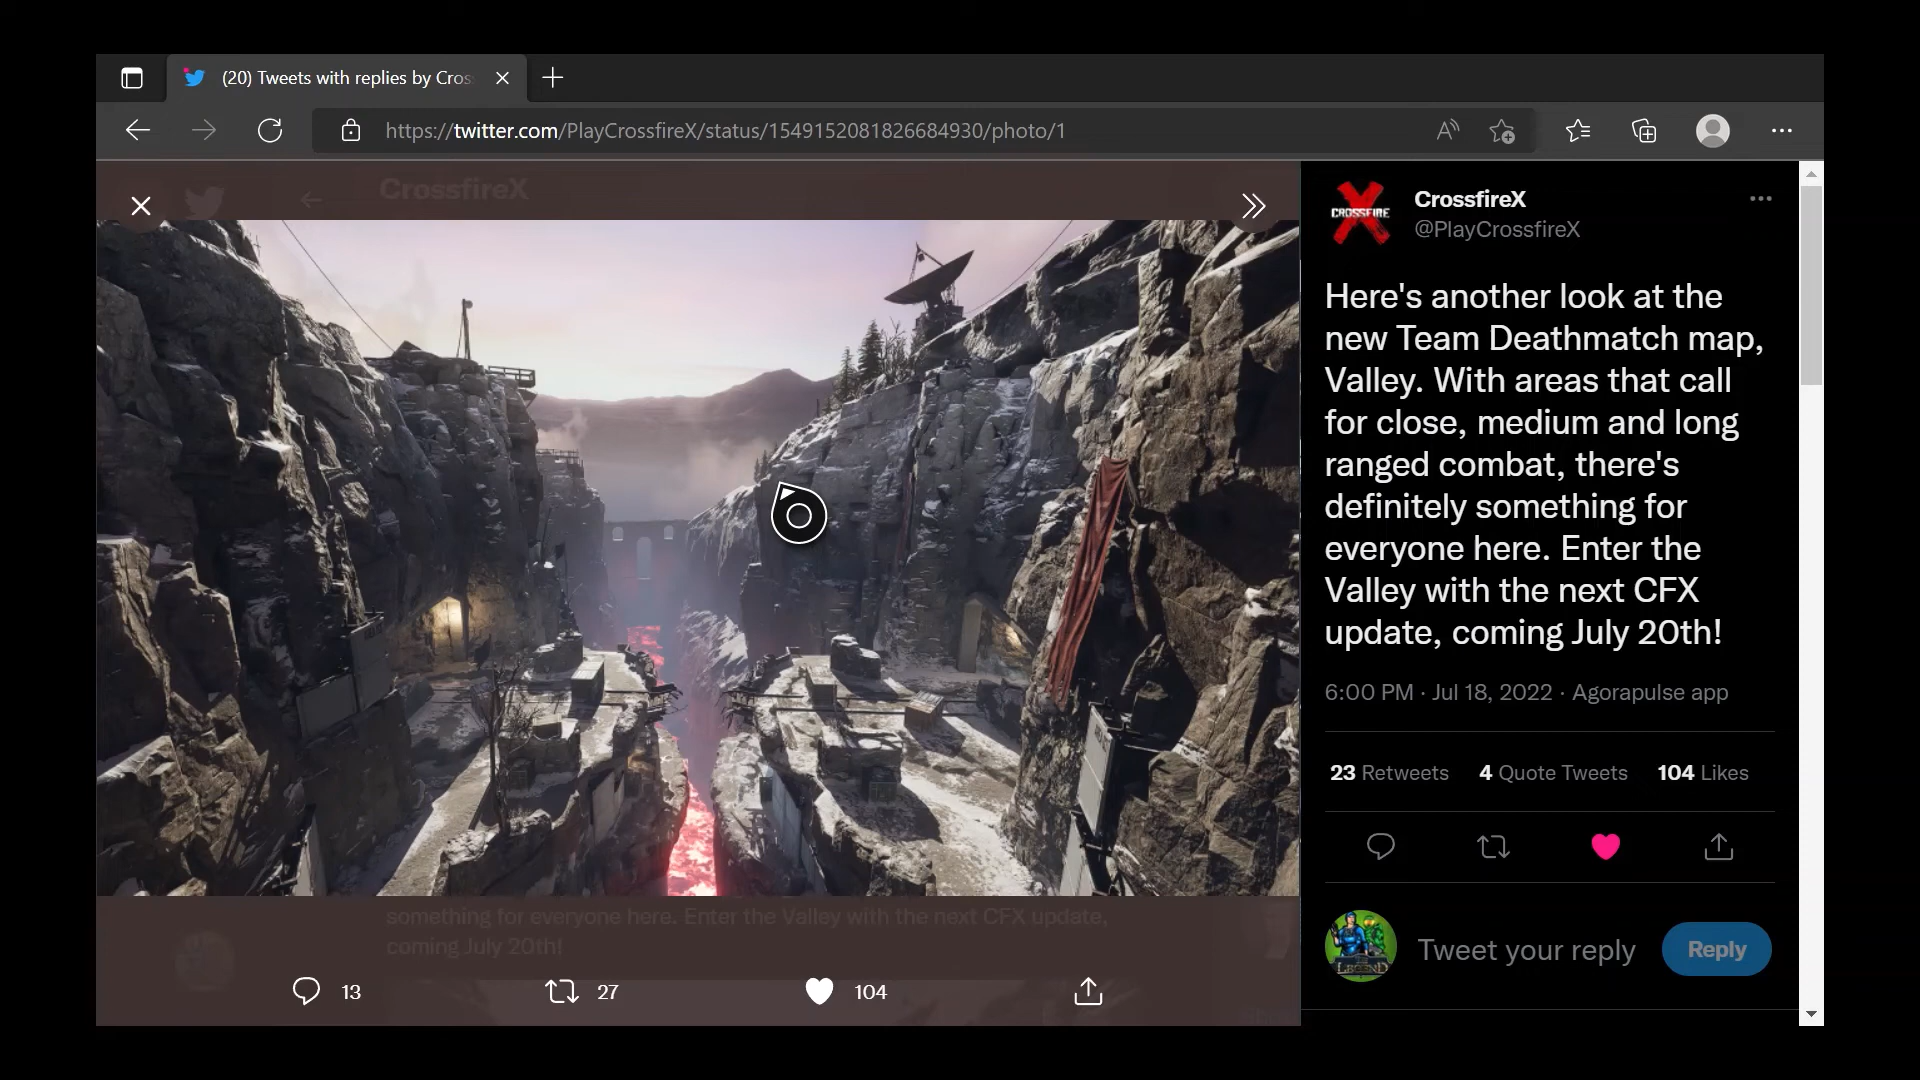 (20) Tweets with replies by Cros
https://twitter.com/PlayCrossfireX/status/1549152081826684930/photo/1
CrossfireX
CROSSFIRE
CrossfireX
@PlayCrossfireX
Here's another look at the
new Team Deathmatch map,
Valley. With areas that call
for close, medium and long
ranged combat, there's
definitely something for
everyone here. Enter the
Valley with the next CFX
update, coming July 20th!
6:00 PM · Jul 18, 2022 · Agorapulse app
23 Retweets 4 Quote Tweets 104 Likes
something for everyone here. Enter the Valley with the next CFX update,
coming July 20th!
13 27 104
LEGEND
Tweet your reply
Reply